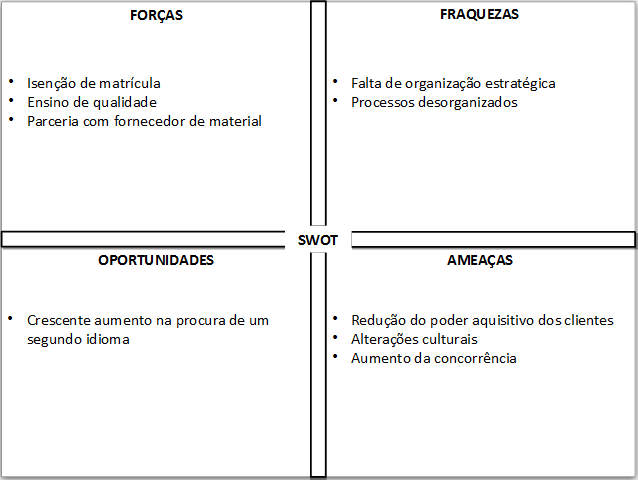 FORÇAS
• Isenção de matrícula
• Ensino de qualidade
• Parceria com fornecedor de material
FRAQUEZAS
• Falta de organização estratégica
• Processos desorganizados
SWOT
OPORTUNIDADES
• Crescente aumento na procura de um
segundo idioma
AMEAÇAS
• Redução do poder aquisitivo dos clientes
• Alterações culturais
• Aumento da concorrência